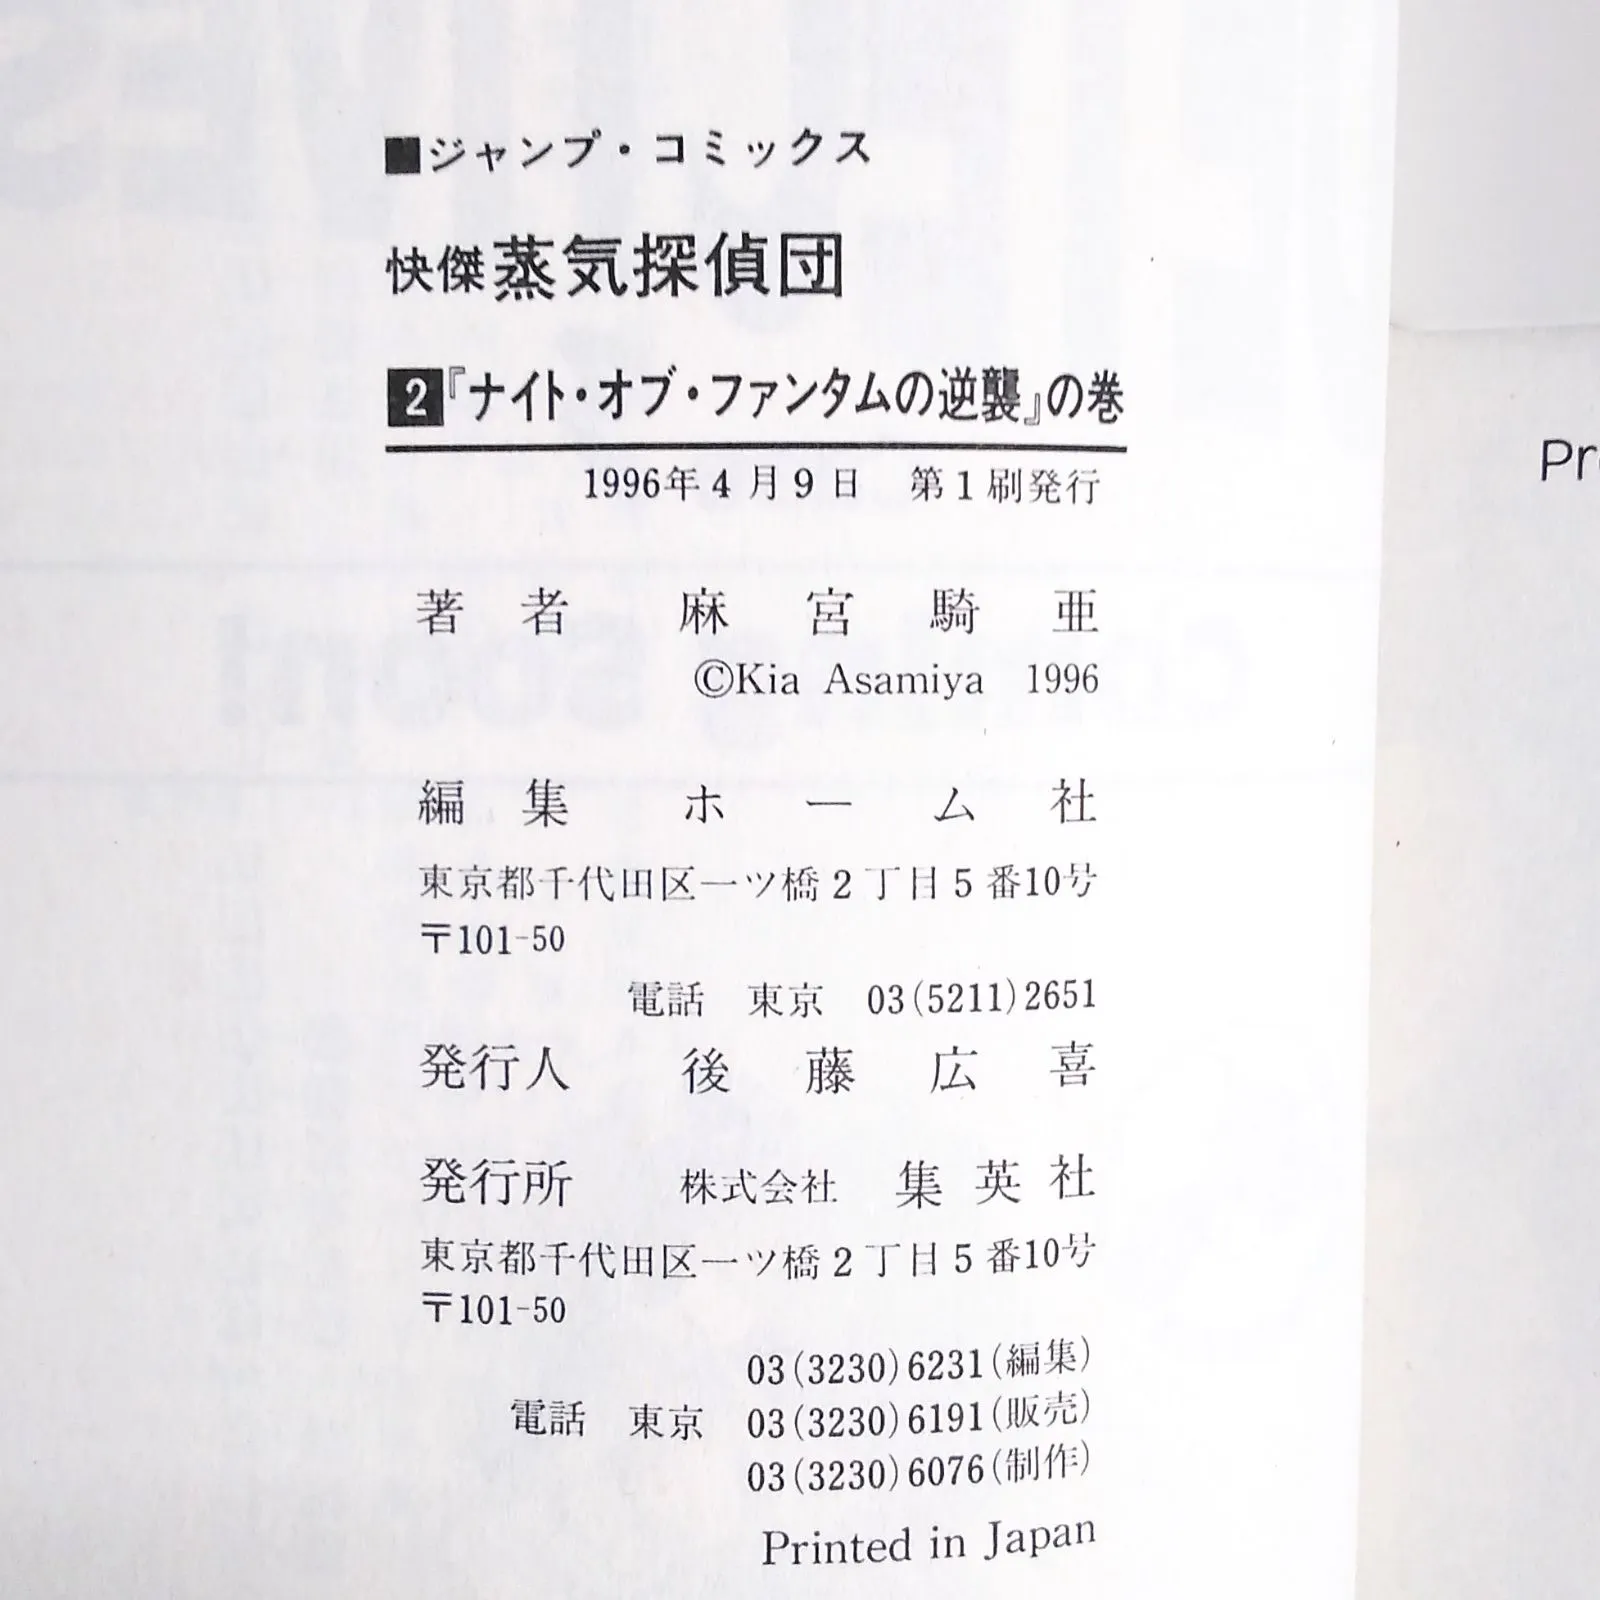 ■ジャンプ・コミックス
快傑 蒸気探偵団
2『ナイト・オブ・ファンタムの逆襲』の巻
1996年4月9日 第1刷発行
著者 麻宮騎亜
©Kia Asamiya 1996
編集 ホーム社
東京都千代田区一ツ橋2丁目5番10号
〒101-50
電話 東京 03(5211)2651
発行人 後藤広喜
発行所 株式会社 集英社
東京都千代田区一ツ橋2丁目5番10号
〒101-50
03(3230)6231(編集)
電話 東京 03(3230)6191(販売)
03(3230)6076(制作)
Printed in Japan